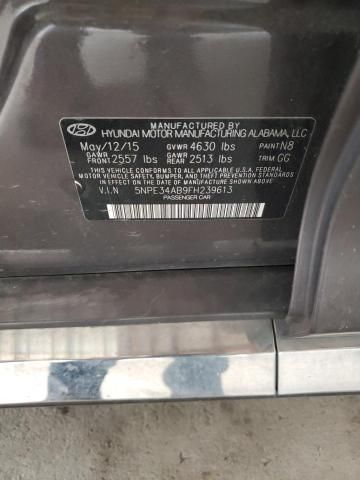 MANUFACTURED BY
HYUNDAI MOTOR MANUFACTURING ALABAMA, LLC
May/12/15 GVWR 4630 lbs PAINT N8
GAWR FRONT 2557 lbs GAWR REAR 2513 lbs TRIM GG
THIS VEHICLE CONFORMS TO ALL APPLICABLE U.S.A. FEDERAL
MOTOR VEHICLE SAFETY, BUMPER, AND THEFT PREVENTION STANDARDS
IN EFFECT ON THE DATE OF MANUFACTURE SHOWN ABOVE.
V.I.N 5NPE34AB9FH239613
PASSENGER CAR